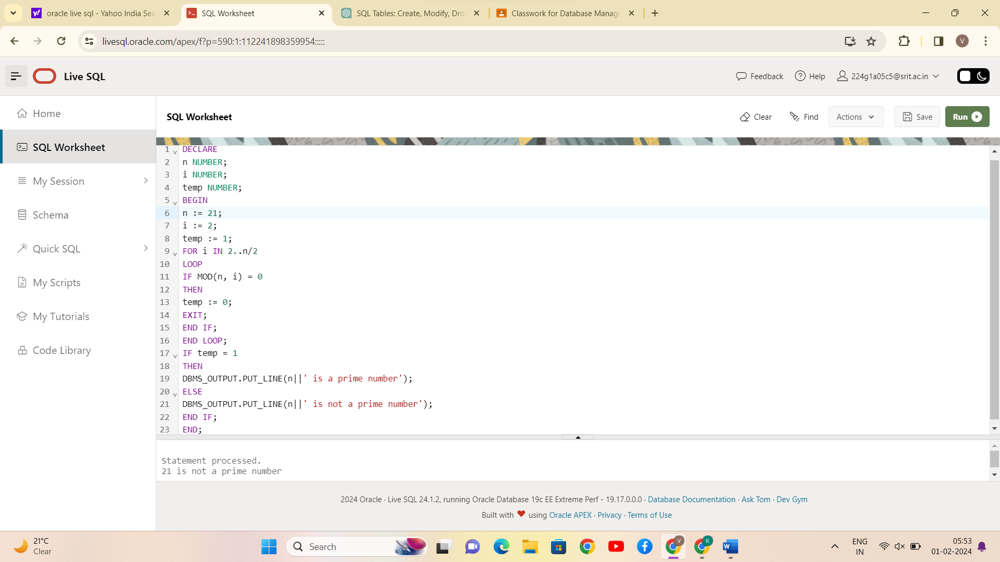 oracle live sql - Yahoo India Sea
SQL Worksheet
SQL Tables: Create, Modify, Dro
Classwork for Database Manage
livesql.oracle.com/apex/f?p=590:1:112241898359954:::::
V
Live SQL
Feedback
Help
224g1a05c5@srit.ac.in
Home
SQL Worksheet
My Session
Schema
Quick SQL
My Scripts
My Tutorials
Code Library
SQL Worksheet
Clear
Find
Actions
Save
Run
1 DECLARE
2 n NUMBER;
3 i NUMBER;
4 temp NUMBER;
5 BEGIN
6 n := 21;
7 i := 2;
8 temp := 1;
9 FOR i IN 2..n/2
10 LOOP
11 IF MOD(n, i) = 0
12 THEN
13 temp := 0;
14 EXIT;
15 END IF;
16 END LOOP;
17 IF temp = 1
18 THEN
19 DBMS_OUTPUT.PUT_LINE(n||' is a prime number');
20 ELSE
21 DBMS_OUTPUT.PUT_LINE(n||' is not a prime number');
22 END IF;
23 END;
Statement processed.
21 is not a prime number
2024 Oracle · Live SQL 24.1.2, running Oracle Database 19c EE Extreme Perf - 19.17.0.0.0 · Database Documentation · Ask Tom · Dev Gym
Built with ❤ using Oracle APEX · Privacy · Terms of Use
21°C
Clear
Search
V
K
W
ENG
IN
05:53
01-02-2024